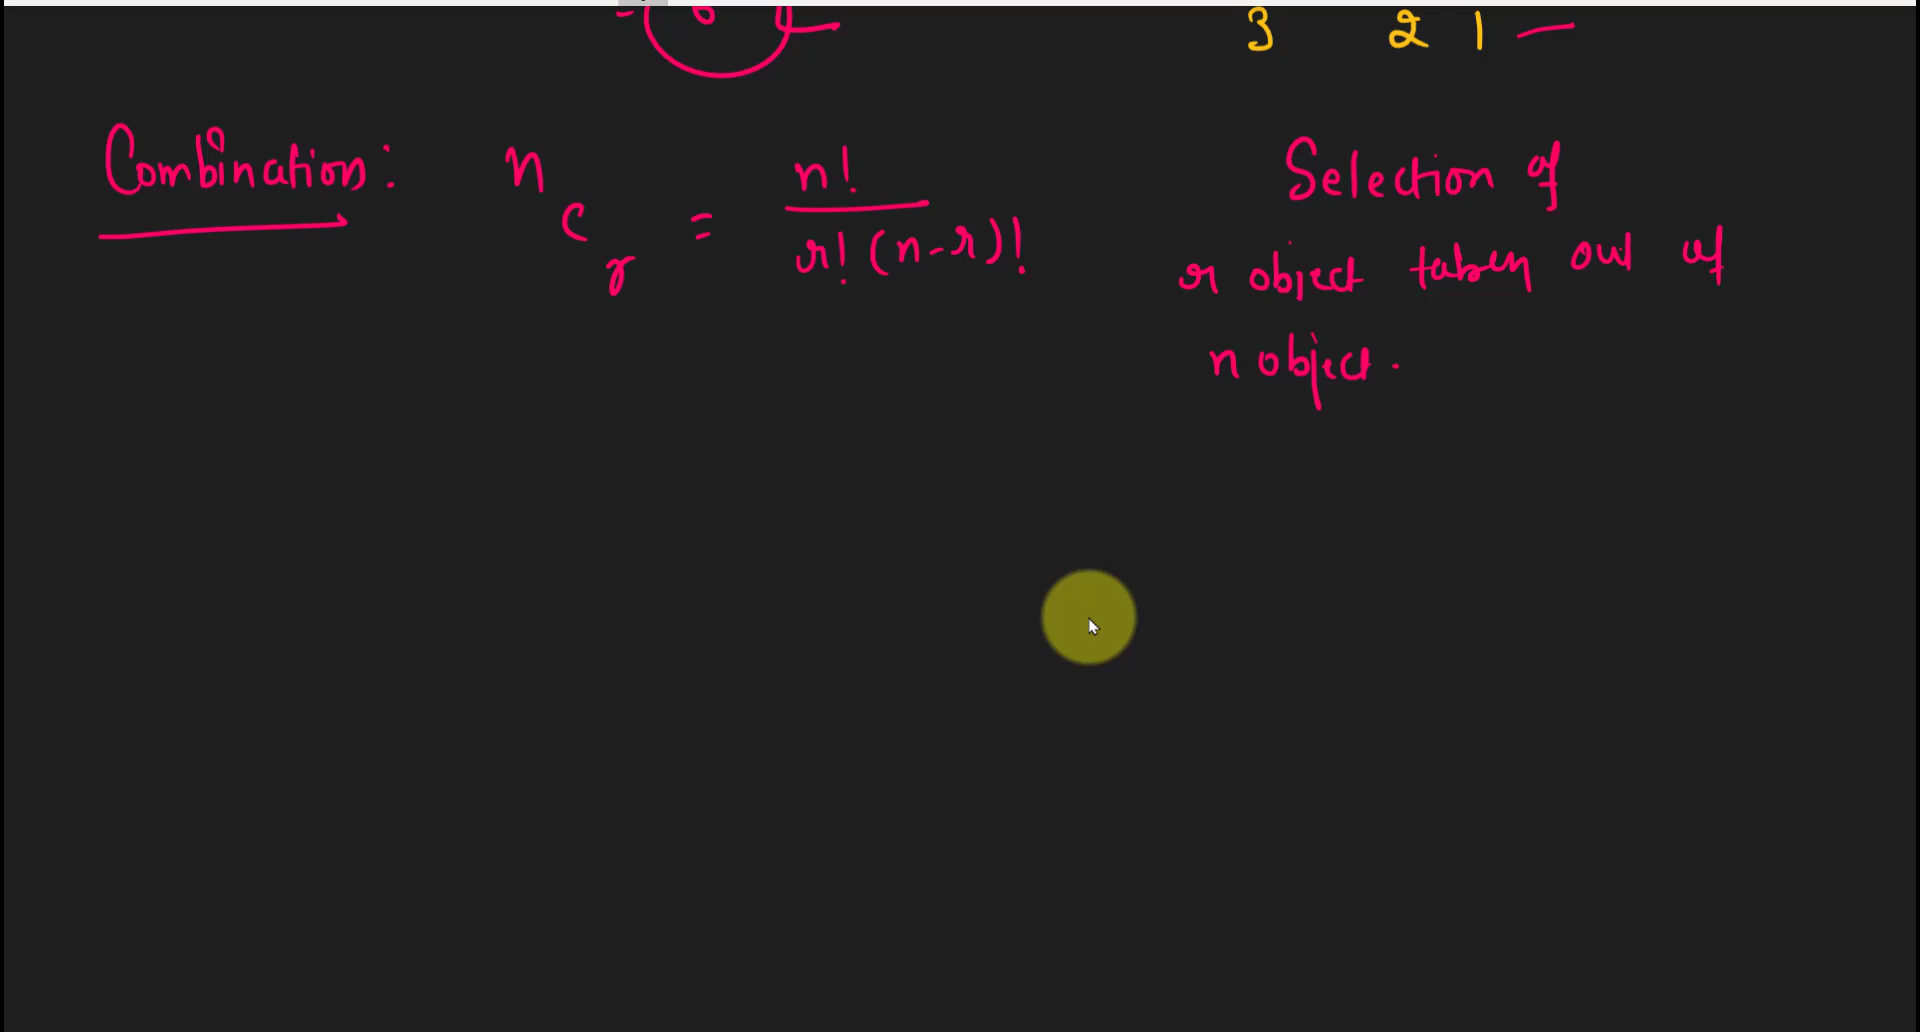 3 2 1 —
Combination: nCr = n! / r!(n-r)!
Selection of
r object taken out of
n object.